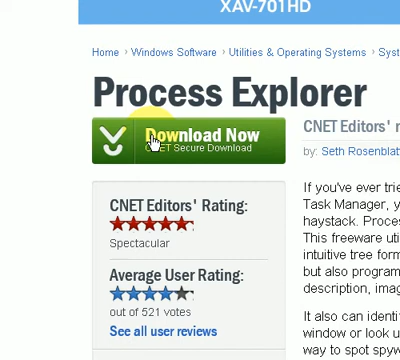 XAV-701HD
Home › Windows Software › Utilities & Operating Systems › Syst
Process Explorer
Download Now
CNET Secure Download
CNET Editors' r
by: Seth Rosenblatt
CNET Editors' Rating:
Spectacular
Average User Rating:
out of 521 votes
See all user reviews
If you've ever trie
Task Manager, y
haystack. Proces
This freeware uti
intuitive tree form
but also program
description, imag
It also can identi
window or look u
way to spot spyw